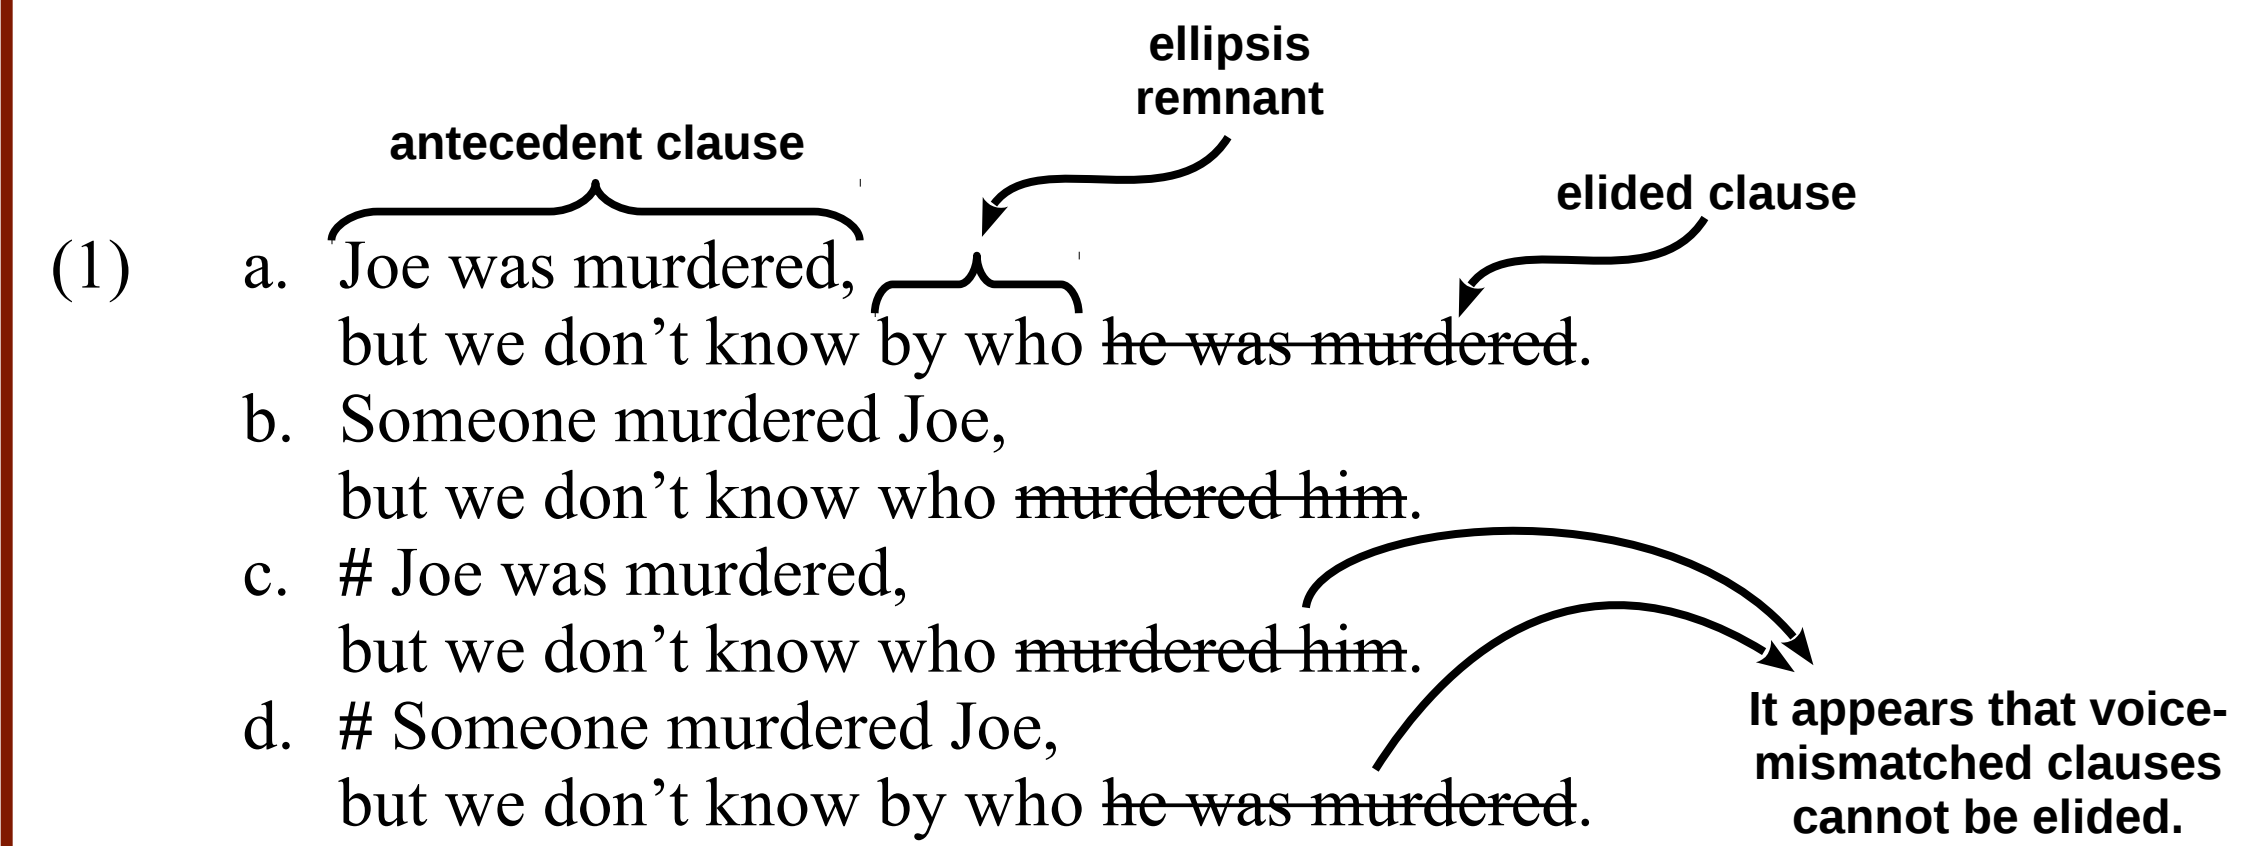 ellipsis
remnant
antecedent clause
elided clause
(1) a. Joe was murdered,
but we don’t know by who he was murdered.
b. Someone murdered Joe,
but we don’t know who murdered him.
c. # Joe was murdered,
but we don’t know who murdered him.
d. # Someone murdered Joe,
but we don’t know by who he was murdered.
It appears that voice-
mismatched clauses
cannot be elided.